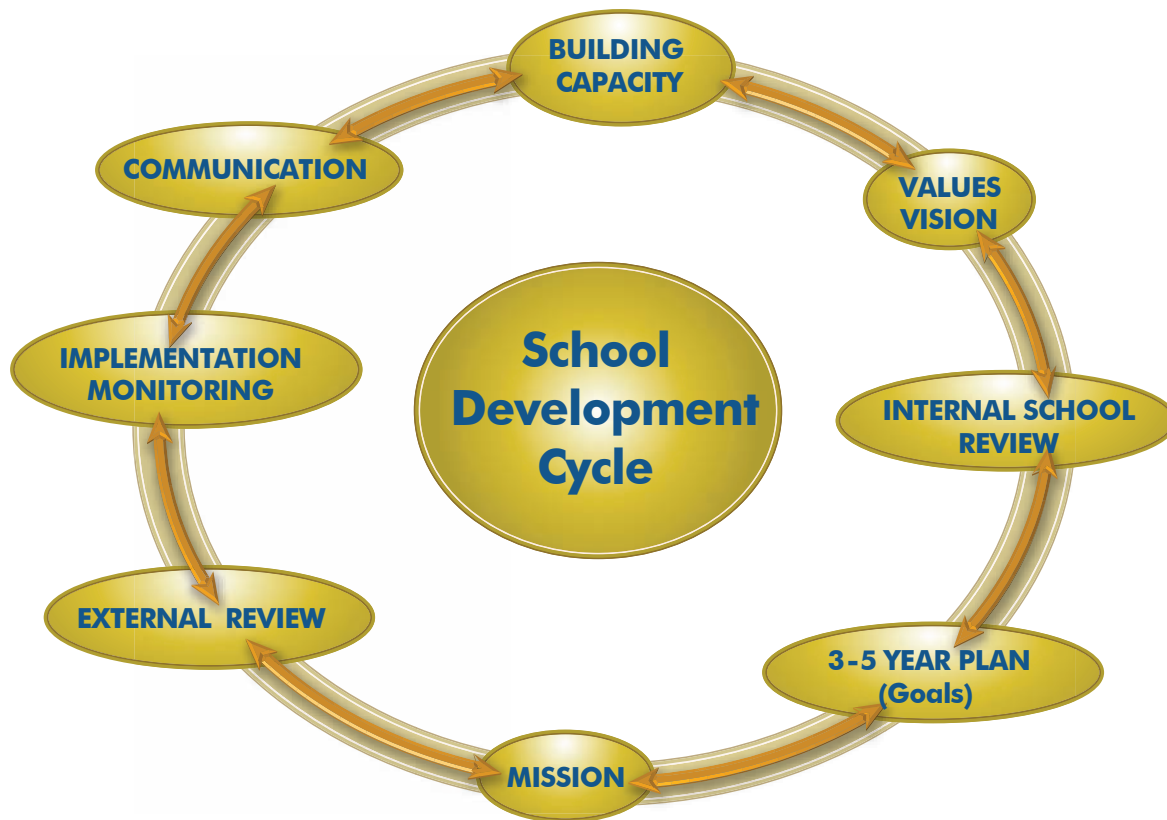 BUILDING
CAPACITY
COMMUNICATION
VALUES
VISION
School
Development
Cycle
IMPLEMENTATION
MONITORING
INTERNAL SCHOOL
REVIEW
EXTERNAL REVIEW
3-5 YEAR PLAN
(Goals)
MISSION